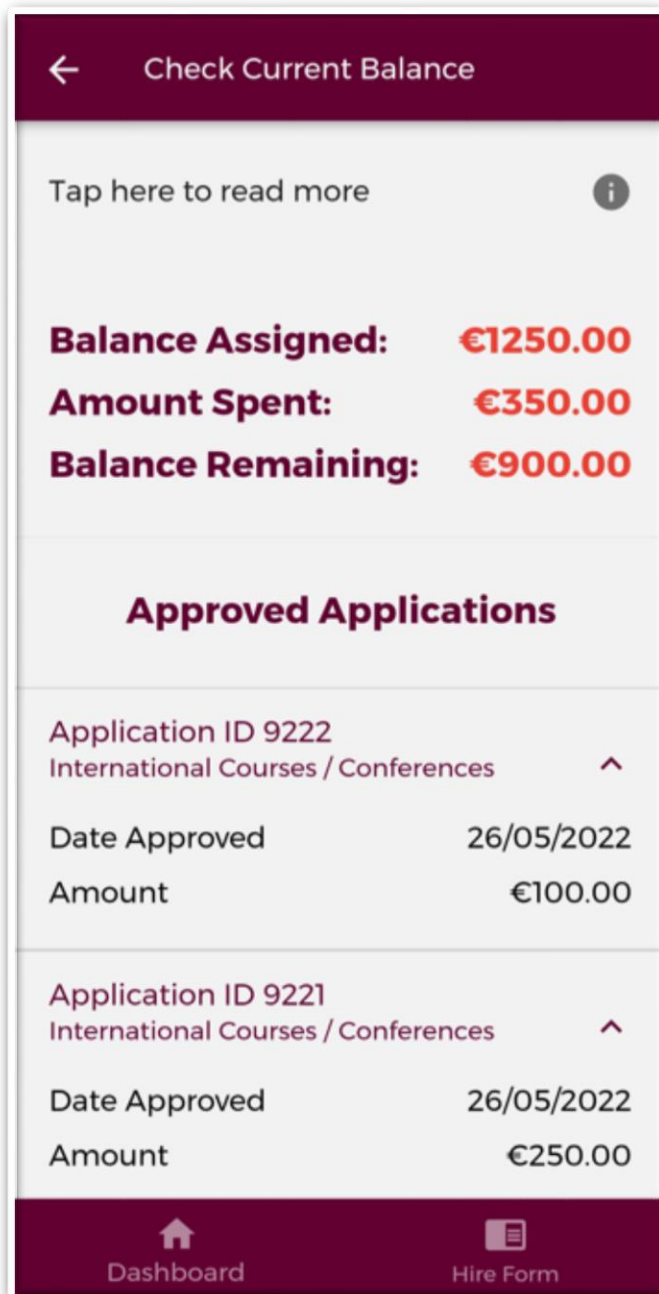 Check Current Balance
Tap here to read more
Balance Assigned: €1250.00
Amount Spent: €350.00
Balance Remaining: €900.00
Approved Applications
Application ID 9222
International Courses / Conferences
Date Approved 26/05/2022
Amount €100.00
Application ID 9221
International Courses / Conferences
Date Approved 26/05/2022
Amount €250.00
Dashboard Hire Form